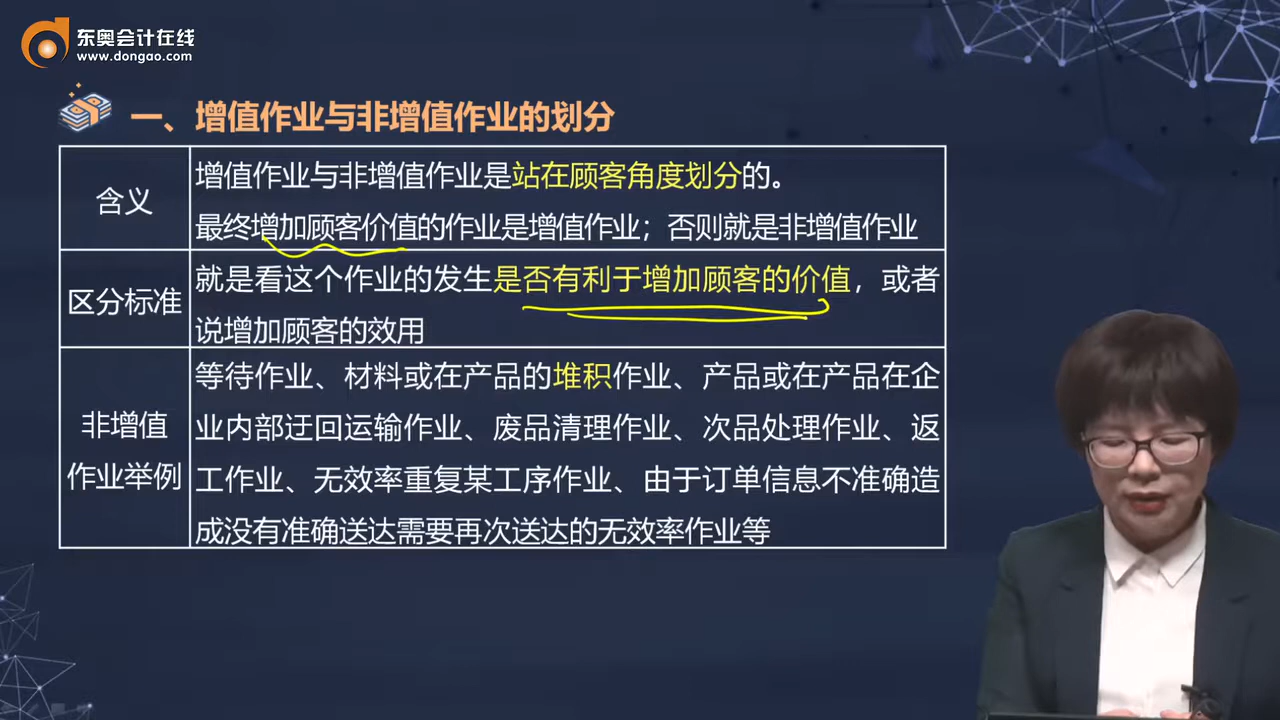 东奥会计在线
www.dongao.com
一、增值作业与非增值作业的划分
含义
增值作业与非增值作业是站在顾客角度划分的。
最终增加顾客价值的作业是增值作业；否则就是非增值作业
区分标准
就是看这个作业的发生是否有利于增加顾客的价值，或者
说增加顾客的效用
非增值
作业举例
等待作业、材料或在产品的堆积作业、产品或在产品在企
业内部迂回运输作业、废品清理作业、次品处理作业、返
工作业、无效率重复某工序作业、由于订单信息不准确造
成没有准确送达需要再次送达的无效率作业等